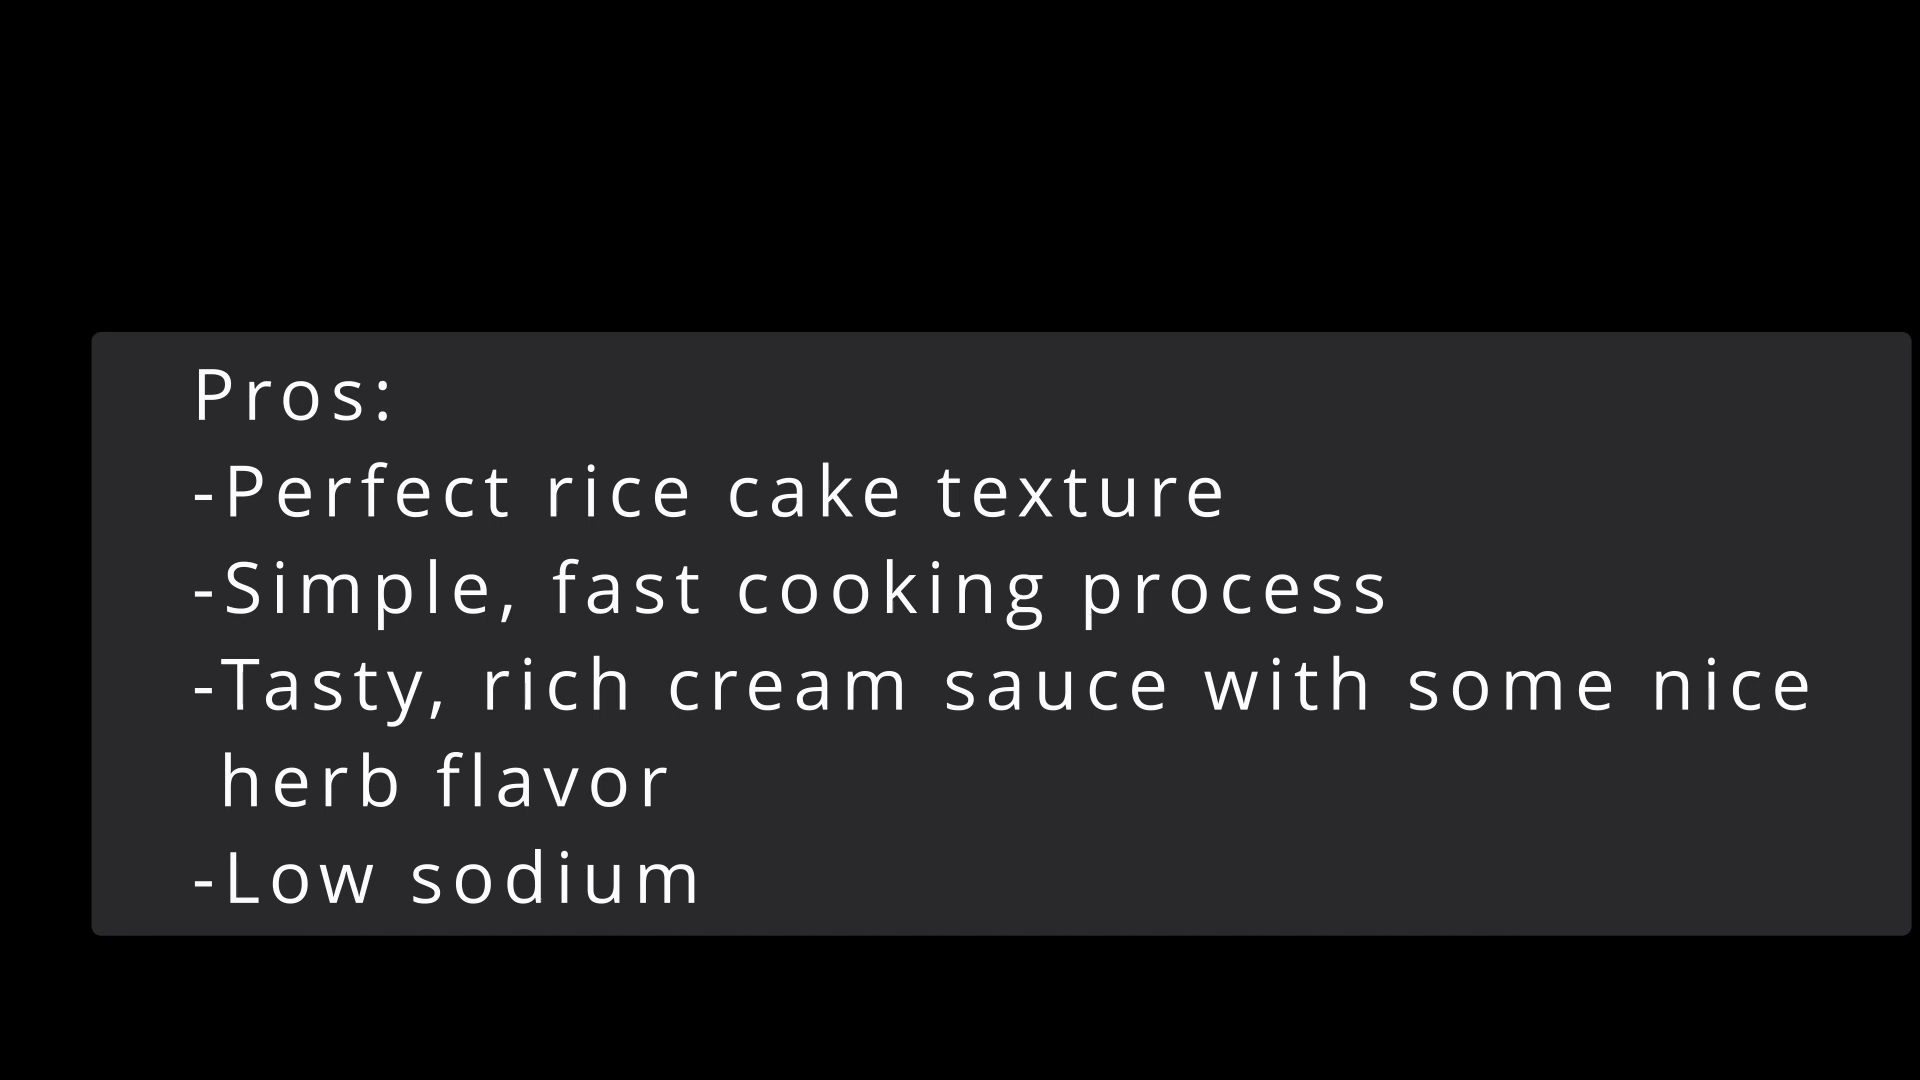 Pros:
-Perfect rice cake texture
-Simple, fast cooking process
-Tasty, rich cream sauce with some nice
herb flavor
-Low sodium